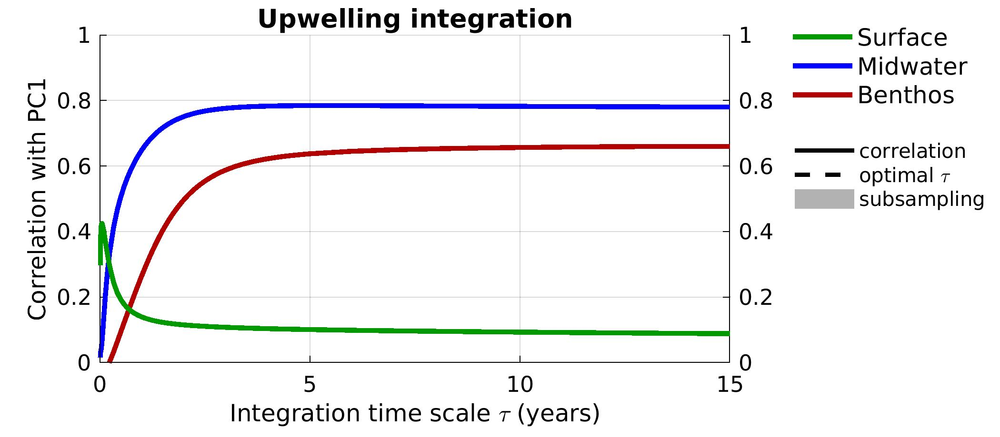 Upwelling integration
Correlation with PC1
1
0.8
0.6
0.4
0.2
0
1
0.8
0.6
0.4
0.2
0
0 5 10 15
Integration time scale τ (years)
Surface
Midwater
Benthos
correlation
optimal τ
subsampling